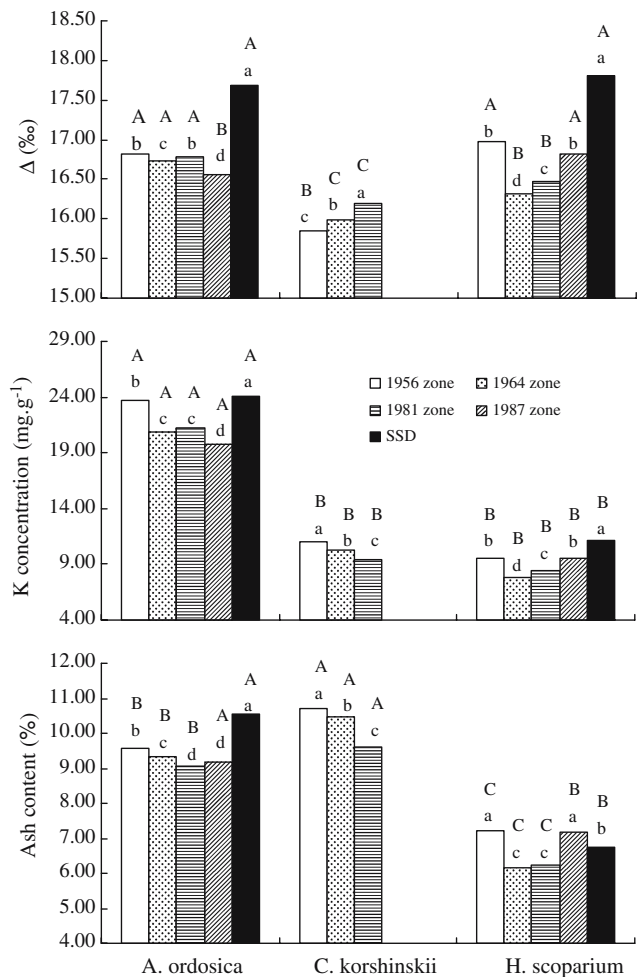 18.50
18.00
17.50
17.00
16.50
16.00
15.50
15.00
Δ (‰)
A A A B A
b c b d a
B C C
c b a
A B B A A
b d c b a
29.00
24.00
19.00
14.00
9.00
4.00
K concentration (mg.g⁻¹)
A A A A A
b c c d a
B B B
a b c
B B B B B
b d c b a
1956 zone 1964 zone
1981 zone 1987 zone
SSD
12.00
11.00
10.00
9.00
8.00
7.00
6.00
5.00
4.00
Ash content (%)
B B B A A
b c d d a
A A A
a b c
C C C B B
a c c a b
A. ordosica C. korshinskii H. scoparium